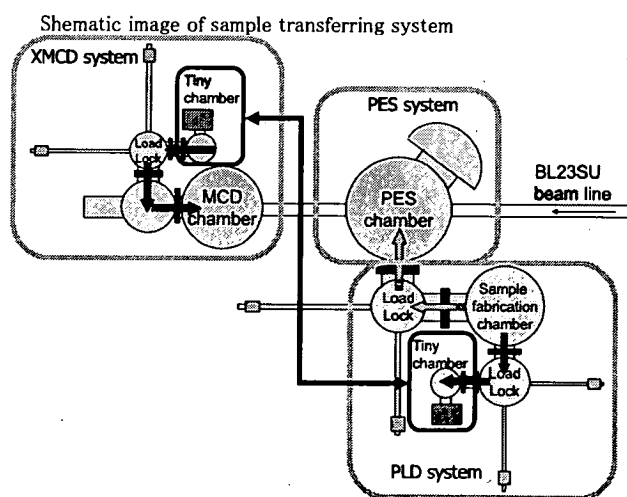 Shematic image of sample transferring system
XMCD system
Tiny
chamber
Load
Lock
MCD
chamber
PES system
PES
chamber
BL23SU
beam line
Load
Lock
Sample
fabrication
chamber
Tiny
chamber
Load
Lock
PLD system